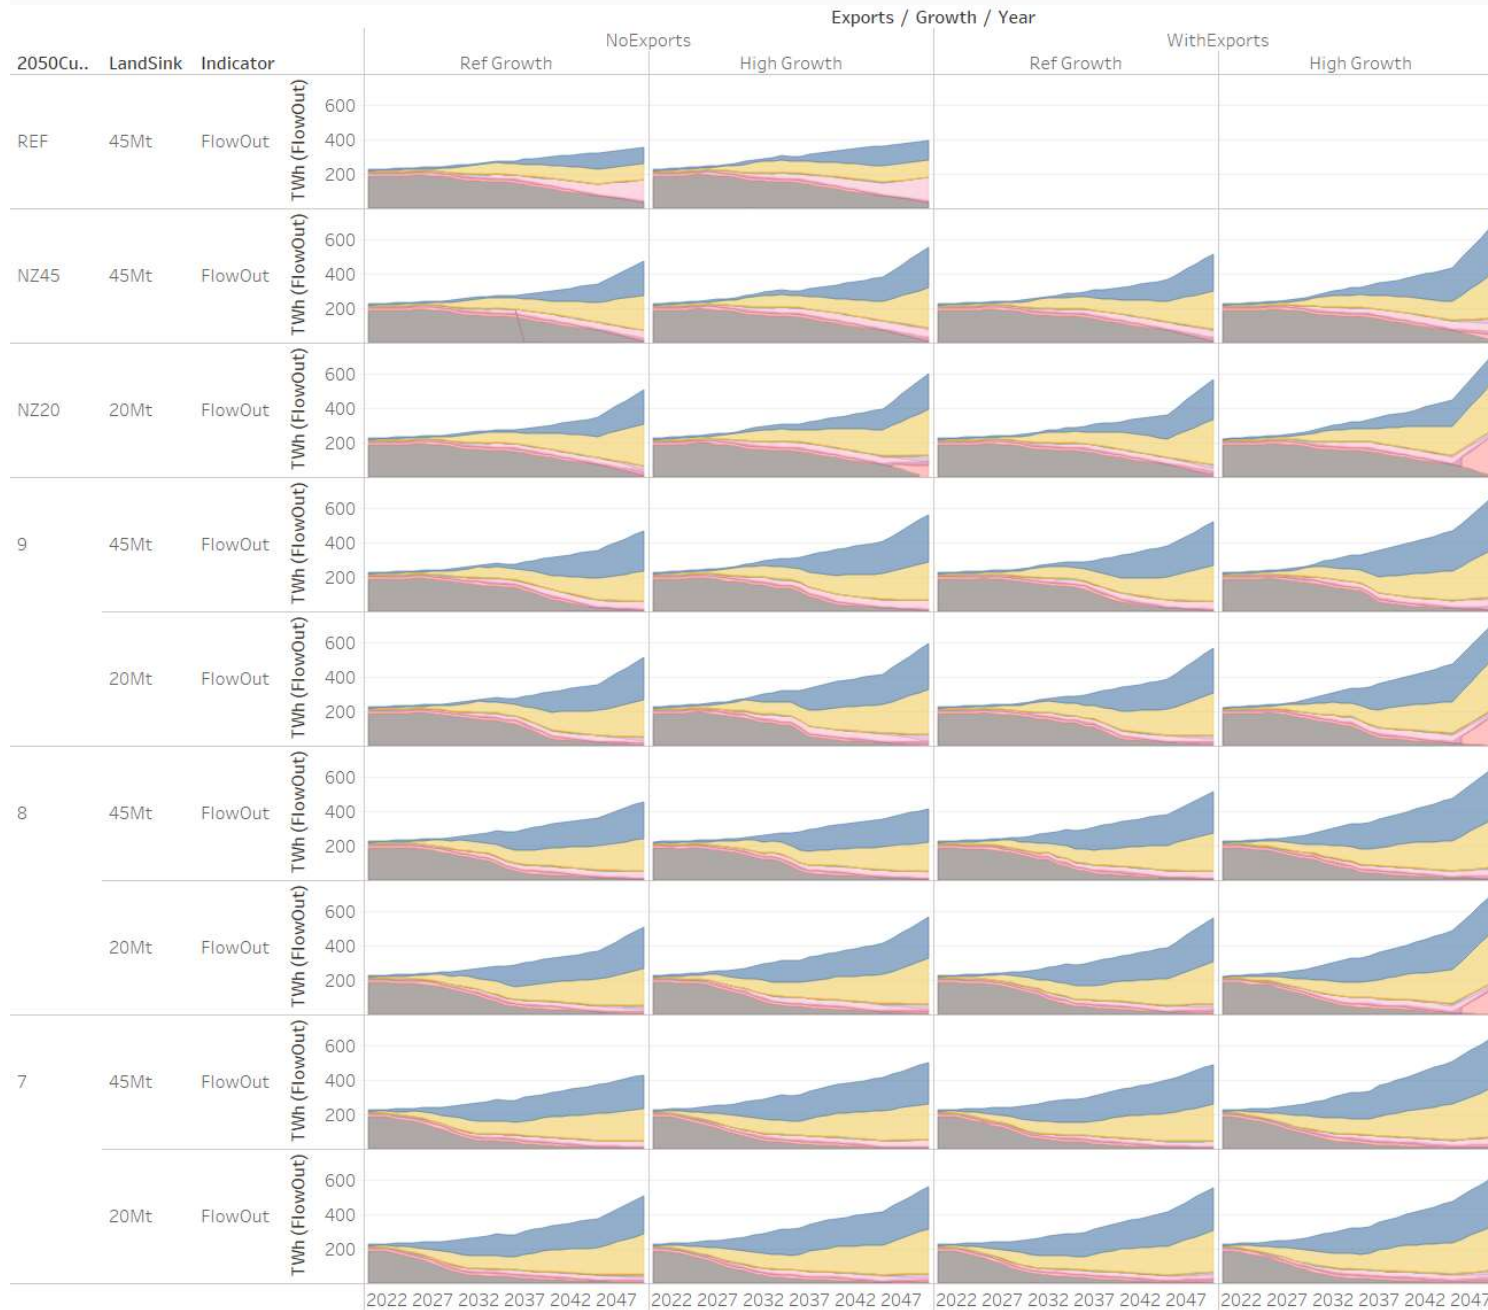 Exports / Growth / Year
NoExports WithExports
2050Cu.. LandSink Indicator Ref Growth High Growth Ref Growth High Growth
REF 45Mt FlowOut TWh (FlowOut) 600 400 200
NZ45 45Mt FlowOut TWh (FlowOut) 600 400 200
NZ20 20Mt FlowOut TWh (FlowOut) 600 400 200
9 45Mt FlowOut TWh (FlowOut) 600 400 200
20Mt FlowOut TWh (FlowOut) 600 400 200
8 45Mt FlowOut TWh (FlowOut) 600 400 200
20Mt FlowOut TWh (FlowOut) 600 400 200
7 45Mt FlowOut TWh (FlowOut) 600 400 200
20Mt FlowOut TWh (FlowOut) 600 400 200
2022 2027 2032 2037 2042 2047 2022 2027 2032 2037 2042 2047 2022 2027 2032 2037 2042 2047 2022 2027 2032 2037 2042 2047